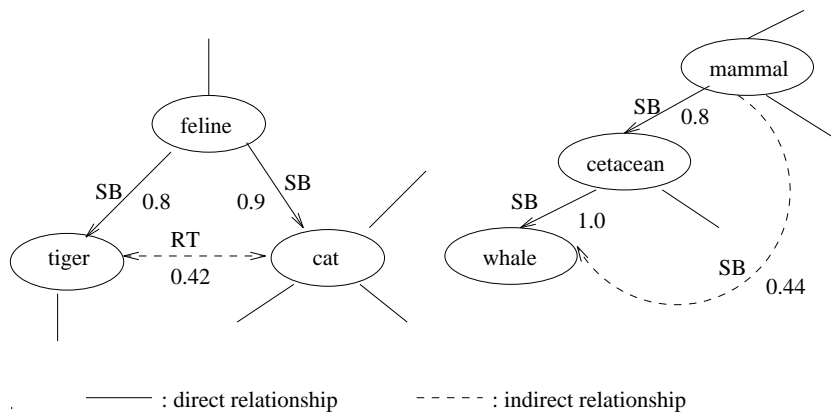 feline
SB
0.8
0.9
SB
tiger
RT
0.42
cat
mammal
SB
0.8
cetacean
SB
1.0
whale
SB
0.44
: direct relationship
: indirect relationship